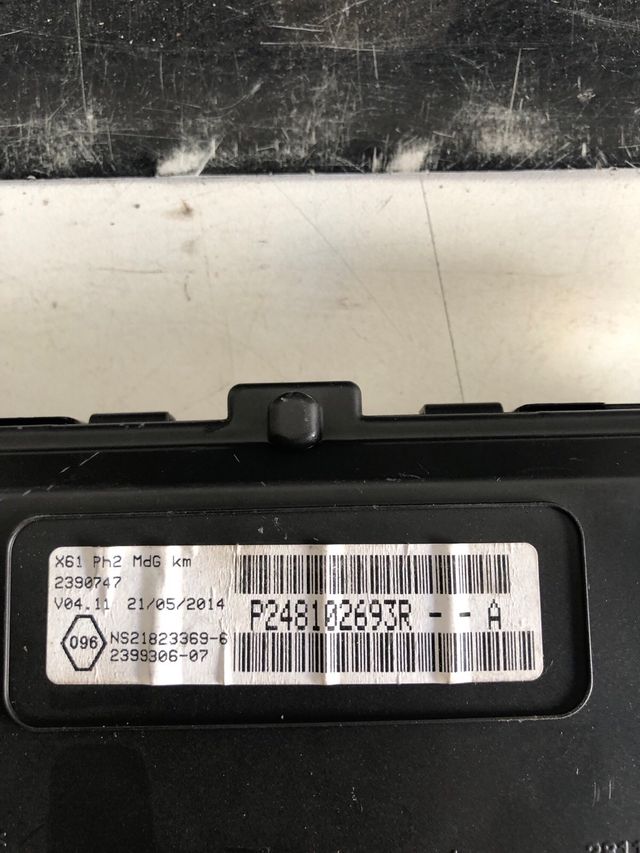 X61 Ph2 MdG km
2390747
V04.11 21/05/2014
096
NS21823369-6
2399306-07
P248102693R -- A